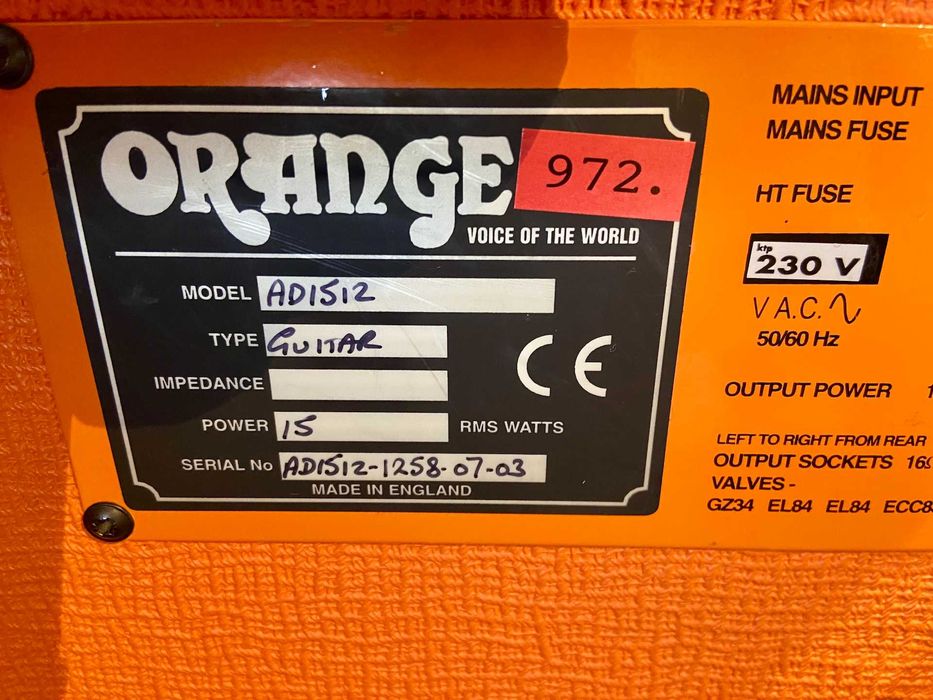 ORANGE
972.
VOICE OF THE WORLD
MODEL AD1512
TYPE GUITAR
IMPEDANCE
CE
POWER 15 RMS WATTS
SERIAL No AD1512-1258-07-03
MADE IN ENGLAND
MAINS INPUT
MAINS FUSE
HT FUSE
ktp
230 V
V A.C.
50/60 Hz
OUTPUT POWER
LEFT TO RIGHT FROM REAR
OUTPUT SOCKETS
VALVES -
GZ34 EL84 EL84